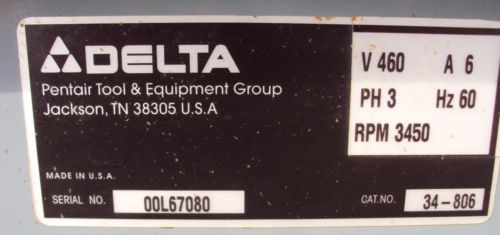 DELTA
Pentair Tool & Equipment Group
Jackson, TN 38305 U.S.A
V 460 A 6
PH 3 Hz 60
RPM 3450
MADE IN U.S.A.
SERIAL NO. 00L67080
CAT.NO. 34-806